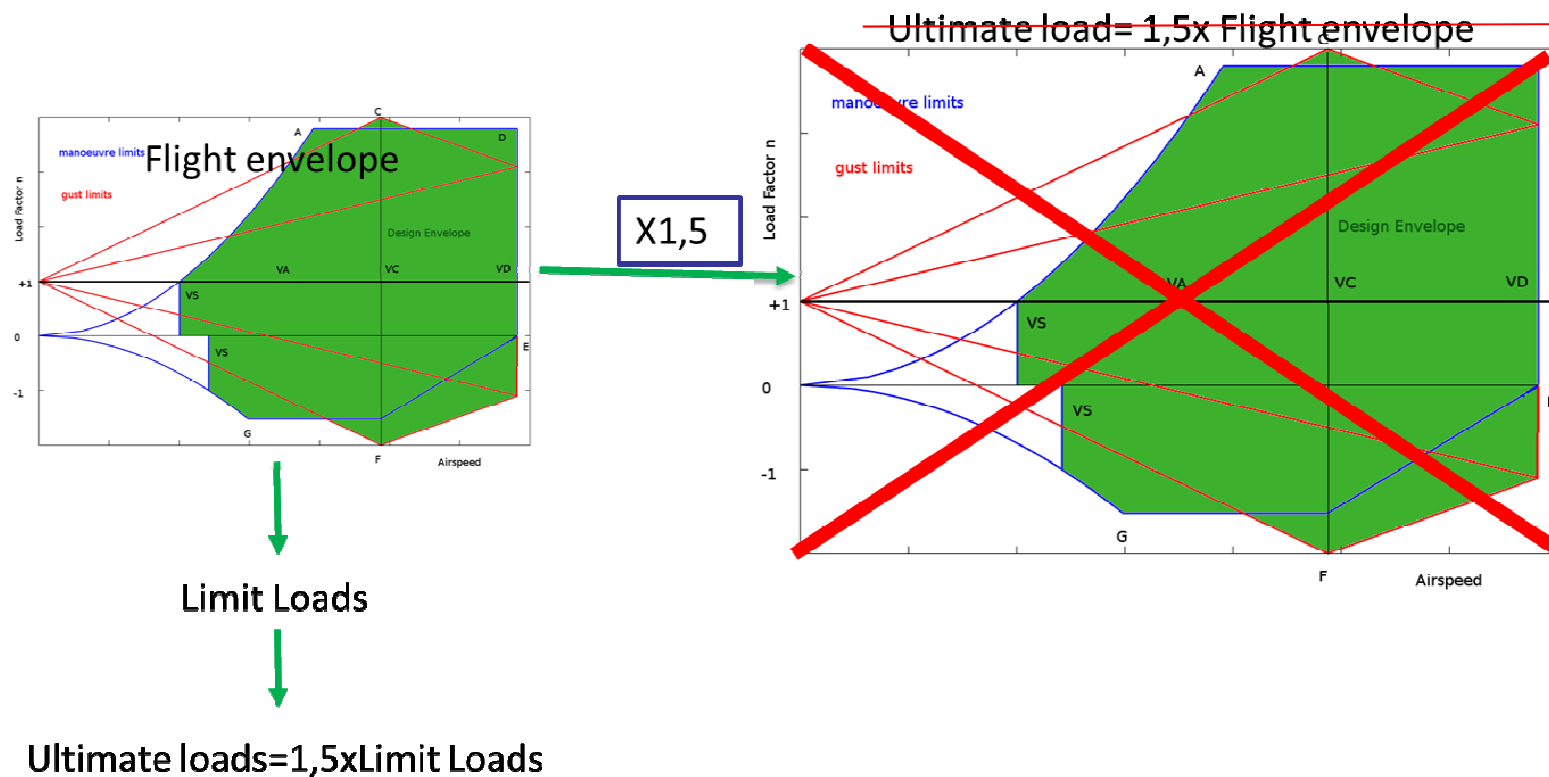 Ultimate load= 1,5x Flight envelope
C
A
D
manoeuvre limits
Flight envelope
gust limits
Load Factor n
Design Envelope
VA
VC
VD
+1
VS
0
VS
E
-1
G
F
Airspeed
X1,5
A
manoeuvre limits
gust limits
Load Factor n
Design Envelope
VA
VC
VD
+1
VS
0
VS
-1
G
F
Airspeed
Limit Loads
Ultimate loads=1,5xLimit Loads